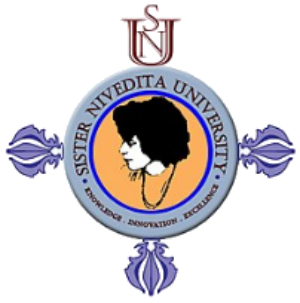 SNU
SISTER NIVEDITA UNIVERSITY
KNOWLEDGE . INNOVATION . EXCELLENCE